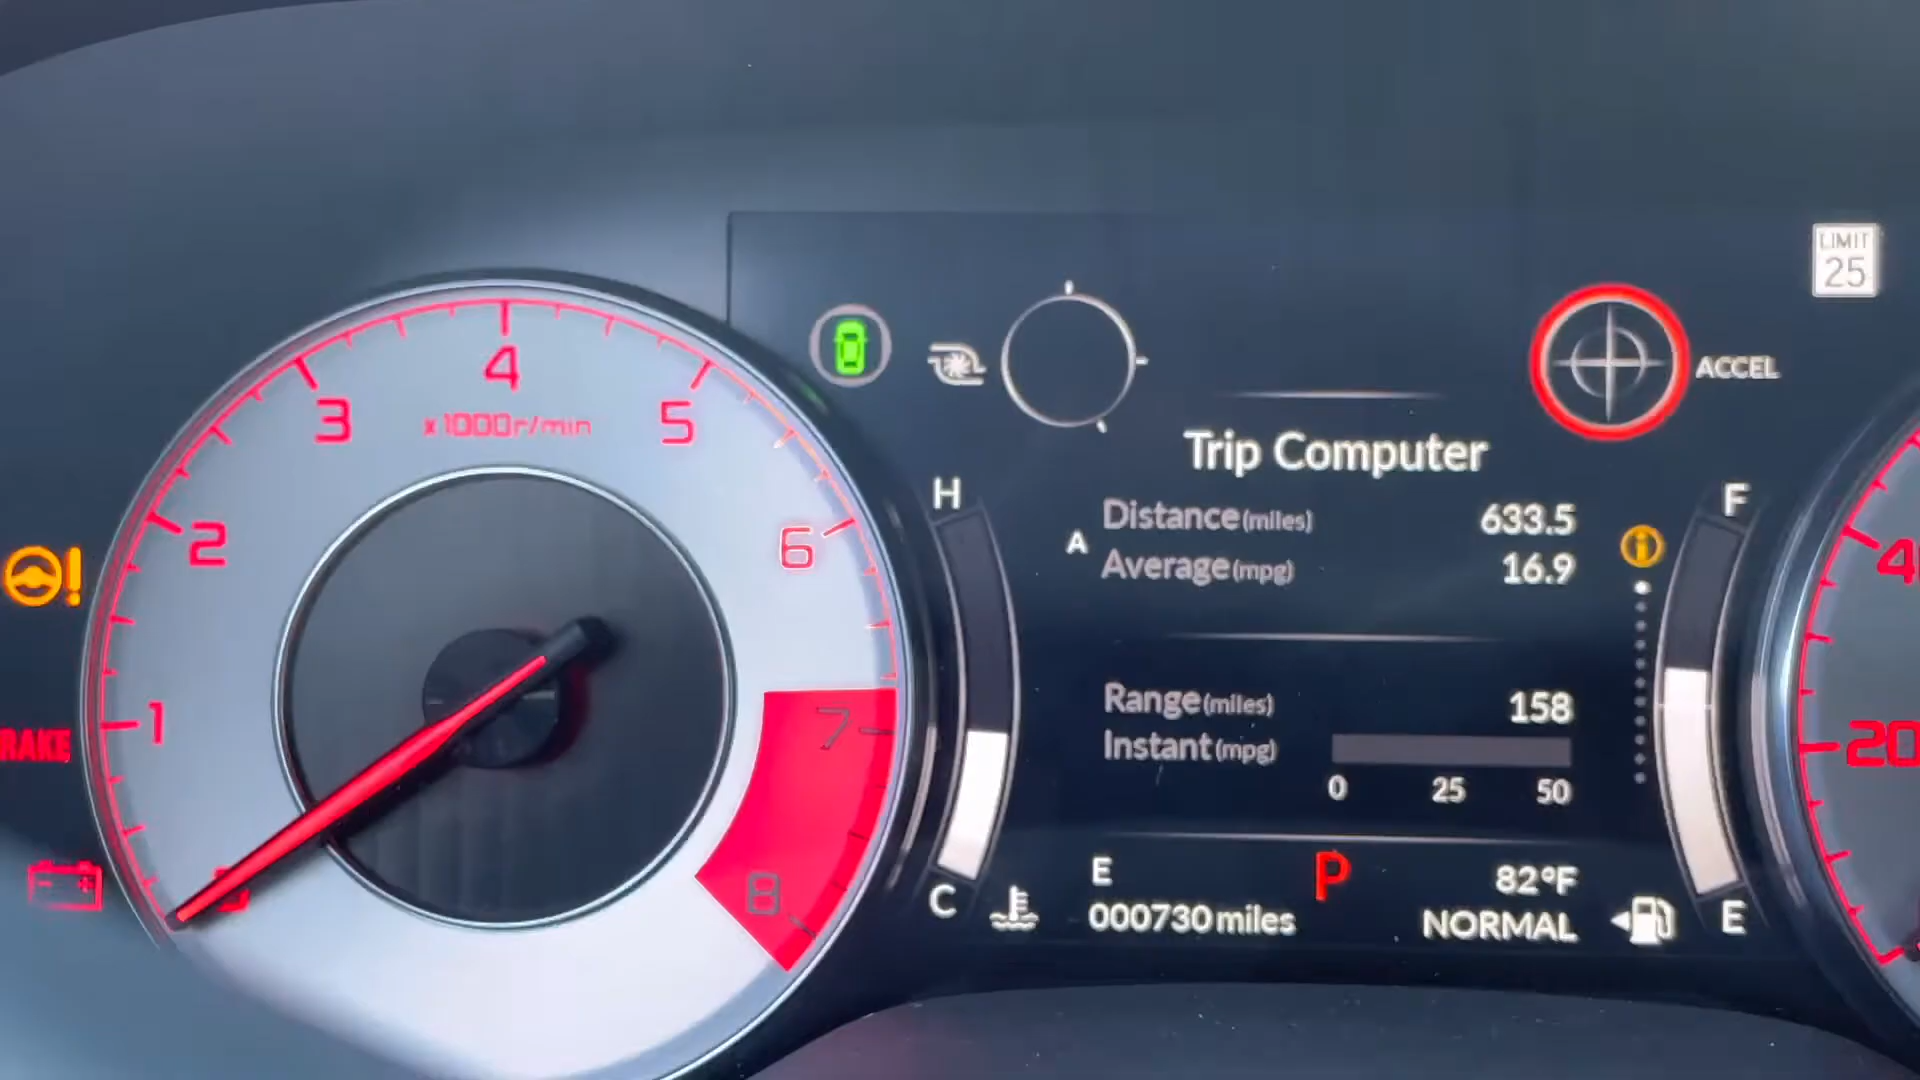 LIMIT
25
4
3
5
x1000r/min
2
6
1
7
8
ACCEL
Trip Computer
H
F
A
Distance (miles) 633.5
Average (mpg) 16.9
Range (miles) 158
Instant (mpg)
0 25 50
C
E
E
P
82°F
000730 miles
NORMAL
20